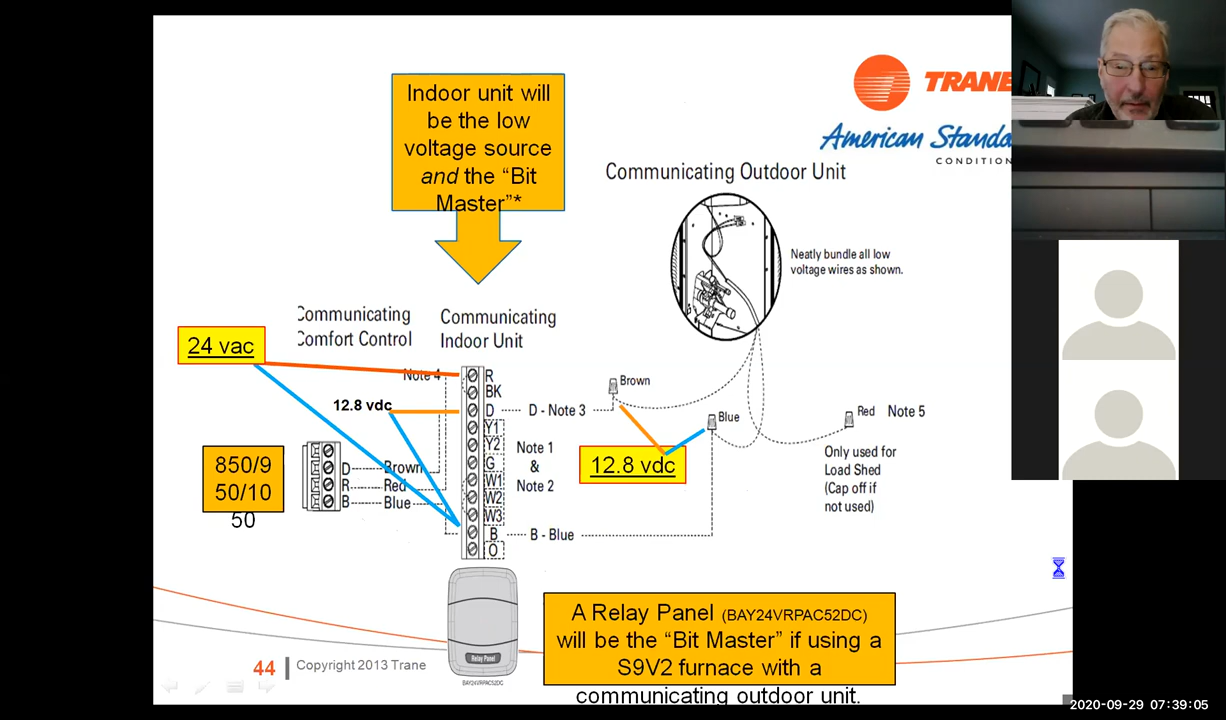 Indoor unit will
be the low
voltage source
and the “Bit
Master”*
TRANE
American Standa
CONDITION
Communicating Outdoor Unit
Neatly bundle all low
voltage wires as shown.
Communicating
Comfort Control
Communicating
Indoor Unit
24 vac
Note 4
12.8 vdc
R
BK
D
Y1
Y2
G
W1
W2
W3
B
O
D - Note 3
Brown
Blue
Red
Note 5
Note 1
&
Note 2
12.8 vdc
Only used for
Load Shed
(Cap off if
not used)
850/9
50/10
50
D
Brown
R
Red
B
Blue
B - Blue
Relay Panel
BAY24VRPAC52DC
A Relay Panel (BAY24VRPAC52DC)
will be the “Bit Master” if using a
S9V2 furnace with a
communicating outdoor unit.
44
Copyright 2013 Trane
2020-09-29 07:39:05